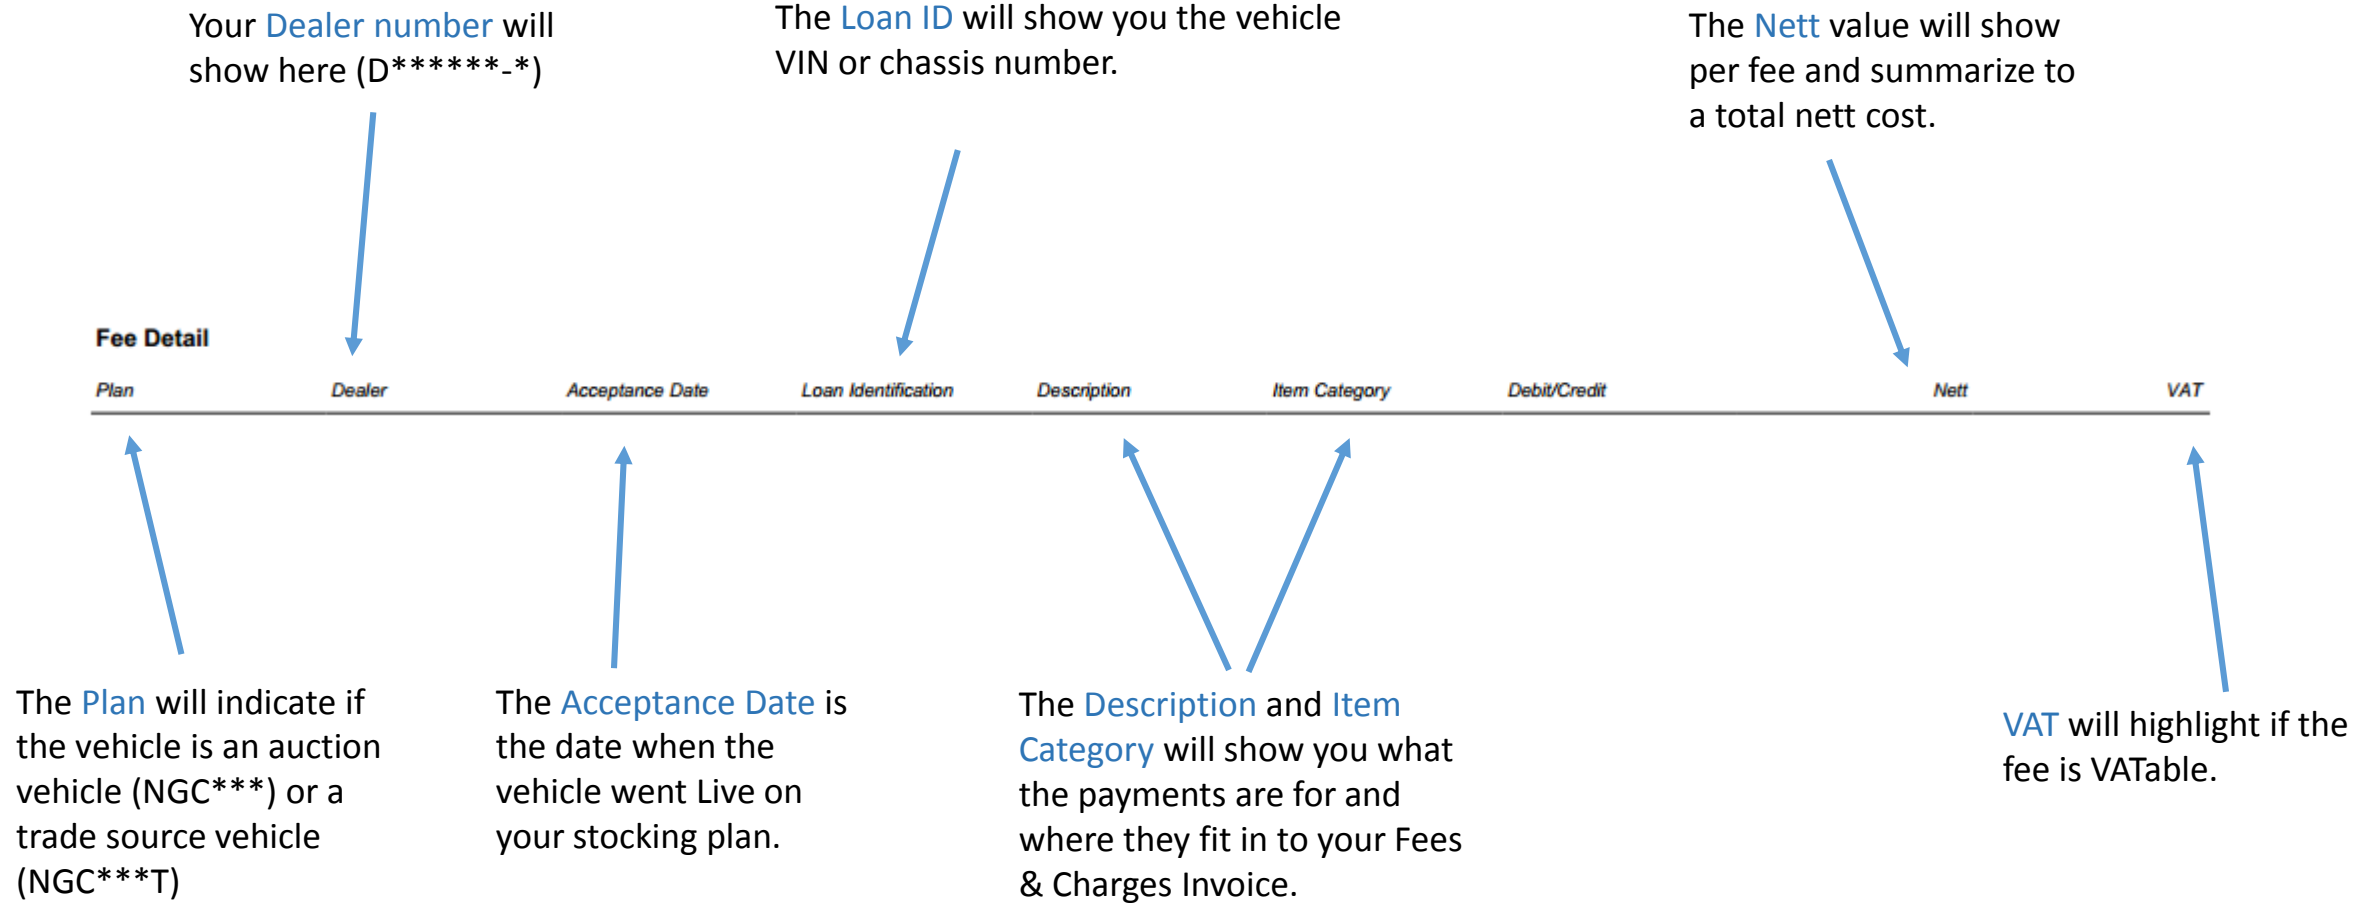 Your Dealer number will
show here (D******-*)
The Loan ID will show you the vehicle
VIN or chassis number.
The Nett value will show
per fee and summarize to
a total nett cost.
Fee Detail
Plan Dealer Acceptance Date Loan Identification Description Item Category Debit/Credit Nett VAT
The Plan will indicate if
the vehicle is an auction
vehicle (NGC***) or a
trade source vehicle
(NGC***T)
The Acceptance Date is
the date when the
vehicle went Live on
your stocking plan.
The Description and Item
Category will show you what
the payments are for and
where they fit in to your Fees
& Charges Invoice.
VAT will highlight if the
fee is VATable.